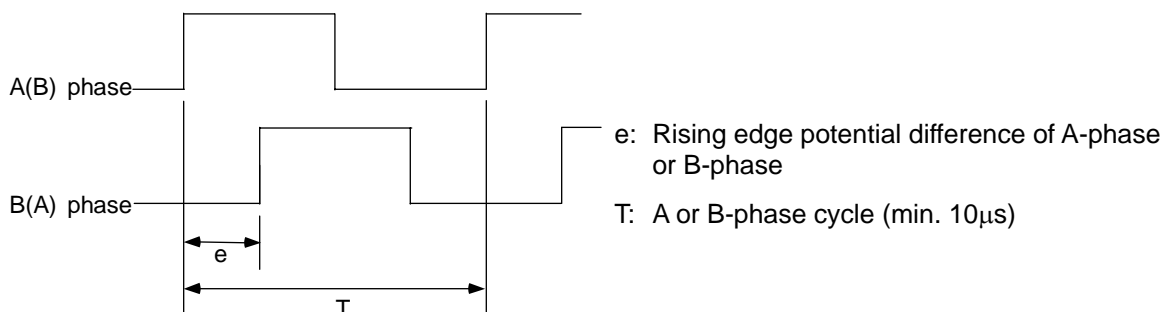 A(B) phase
B(A) phase
e
T
e: Rising edge potential difference of A-phase
or B-phase
T: A or B-phase cycle (min. 10μs)